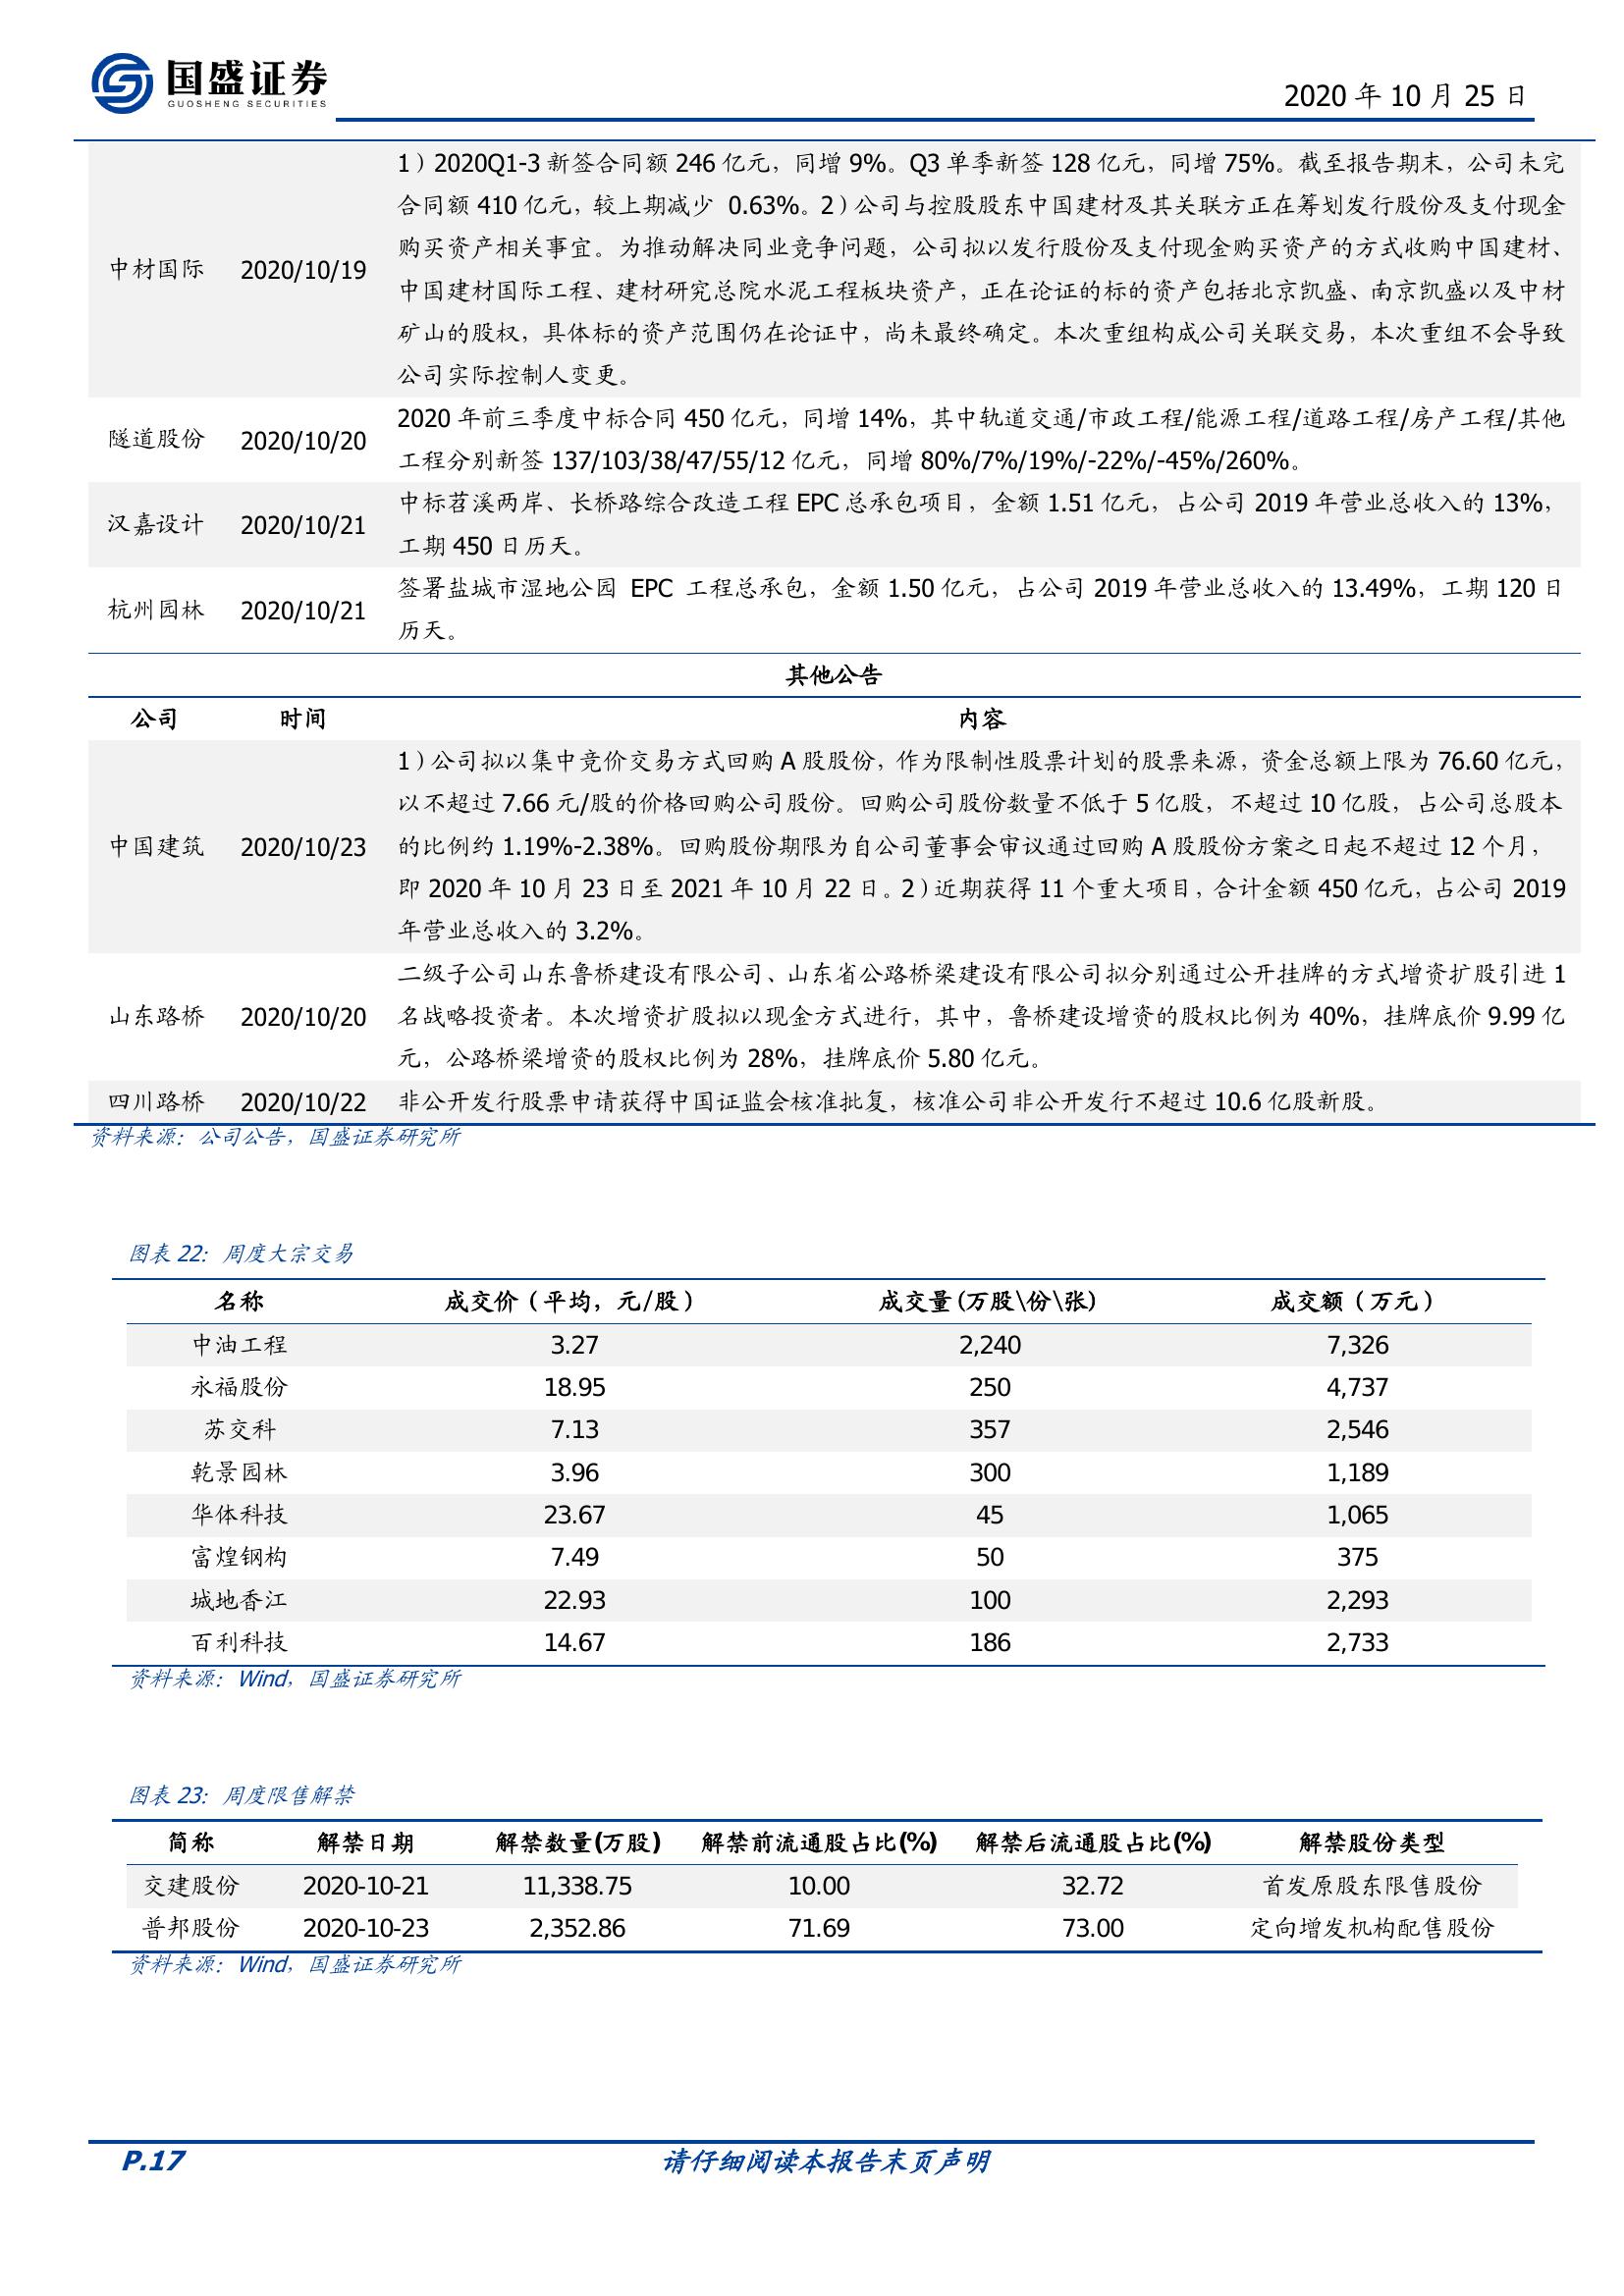 国盛证券
GUOSHENG SECURITIES
2020 年 10 月 25 日
1）2020Q1-3 新签合同额 246 亿元，同增 9%。Q3 单季新签 128 亿元，同增 75%。截至报告期末，公司未完
合同额 410 亿元，较上期减少 0.63%。2）公司与控股股东中国建材及其关联方正在筹划发行股份及支付现金
购买资产相关事宜。为推动解决同业竞争问题，公司拟以发行股份及支付现金购买资产的方式收购中国建材、
中材国际 2020/10/19
中国建材国际工程、建材研究总院水泥工程板块资产，正在论证的标的资产包括北京凯盛、南京凯盛以及中材
矿山的股权，具体标的资产范围仍在论证中，尚未最终确定。本次重组构成公司关联交易，本次重组不会导致
公司实际控制人变更。
隧道股份 2020/10/20
2020 年前三季度中标合同 450 亿元，同增 14%，其中轨道交通/市政工程/能源工程/道路工程/房产工程/其他
工程分别新签 137/103/38/47/55/12 亿元，同增 80%/7%/19%/-22%/-45%/260%。
汉嘉设计 2020/10/21
中标苕溪两岸、长桥路综合改造工程 EPC 总承包项目，金额 1.51 亿元，占公司 2019 年营业总收入的 13%，
工期 450 日历天。
杭州园林 2020/10/21
签署盐城市湿地公园 EPC 工程总承包，金额 1.50 亿元，占公司 2019 年营业总收入的 13.49%，工期 120 日
历天。
其他公告
公司 时间 内容
1）公司拟以集中竞价交易方式回购 A 股股份，作为限制性股票计划的股票来源，资金总额上限为 76.60 亿元，
以不超过 7.66 元/股的价格回购公司股份。回购公司股份数量不低于 5 亿股，不超过 10 亿股，占公司总股本
中国建筑 2020/10/23 的比例约 1.19%-2.38%。回购股份期限为自公司董事会审议通过回购 A 股股份方案之日起不超过 12 个月，
即 2020 年 10 月 23 日至 2021 年 10 月 22 日。2）近期获得 11 个重大项目，合计金额 450 亿元，占公司 2019
年营业总收入的 3.2%。
二级子公司山东鲁桥建设有限公司、山东省公路桥梁建设有限公司拟分别通过公开挂牌的方式增资扩股引进 1
山东路桥 2020/10/20 名战略投资者。本次增资扩股拟以现金方式进行，其中，鲁桥建设增资的股权比例为 40%，挂牌底价 9.99 亿
元，公路桥梁增资的股权比例为 28%，挂牌底价 5.80 亿元。
四川路桥 2020/10/22 非公开发行股票申请获得中国证监会核准批复，核准公司非公开发行不超过 10.6 亿股新股。
资料来源：公司公告，国盛证券研究所
图表 22：周度大宗交易
名称 成交价（平均，元/股） 成交量(万股\份\张) 成交额（万元）
中油工程 3.27 2,240 7,326
永福股份 18.95 250 4,737
苏交科 7.13 357 2,546
乾景园林 3.96 300 1,189
华体科技 23.67 45 1,065
富煌钢构 7.49 50 375
城地香江 22.93 100 2,293
百利科技 14.67 186 2,733
资料来源：Wind，国盛证券研究所
图表 23：周度限售解禁
简称 解禁日期 解禁数量(万股) 解禁前流通股占比(%) 解禁后流通股占比(%) 解禁股份类型
交建股份 2020-10-21 11,338.75 10.00 32.72 首发原股东限售股份
普邦股份 2020-10-23 2,352.86 71.69 73.00 定向增发机构配售股份
资料来源：Wind，国盛证券研究所
P.17 请仔细阅读本报告末页声明